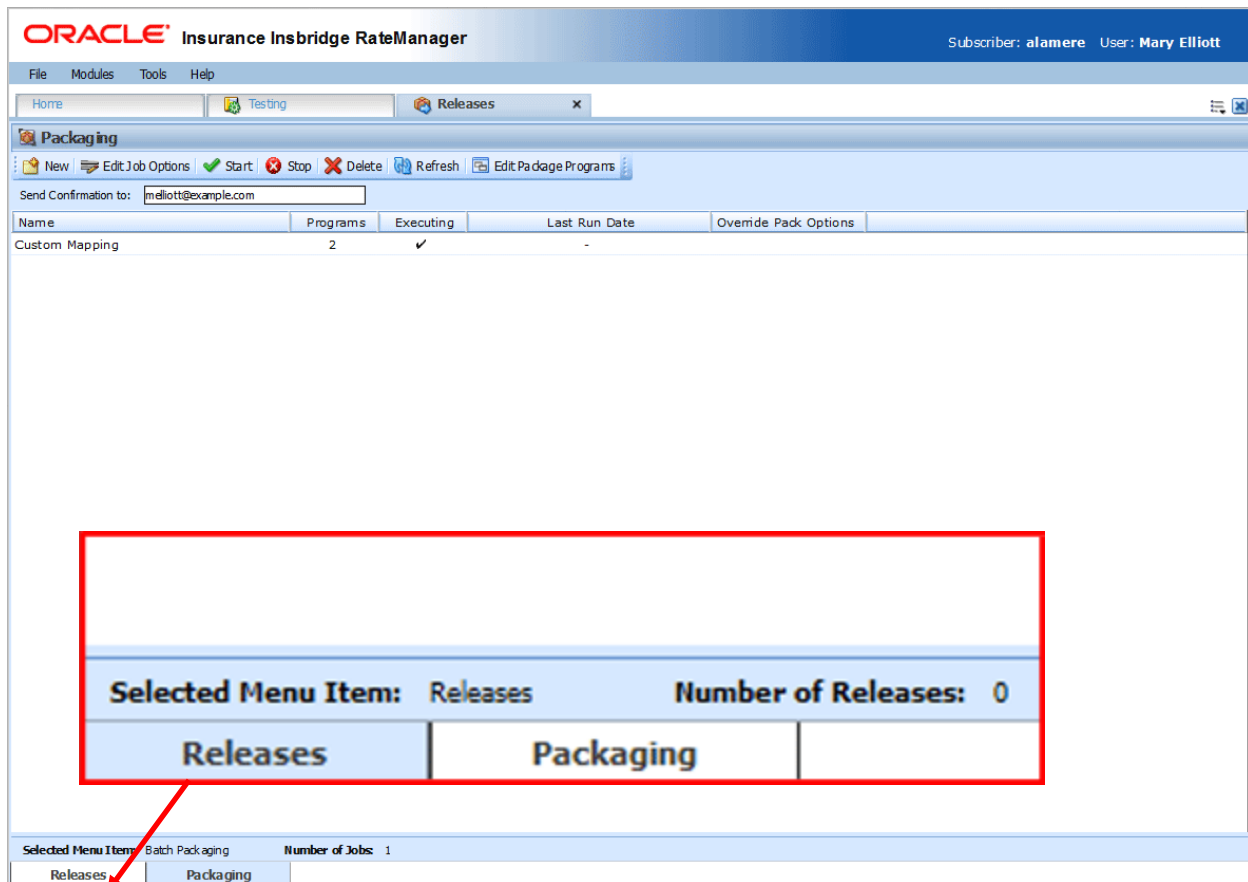 ORACLE Insurance Insbridge RateManager
Subscriber: alamere User: Mary Elliott
File Modules Tools Help
Home Testing Releases
Packaging
New Edit Job Options Start Stop Delete Refresh Edit Package Programs
Send Confirmation to: melliott@example.com
Name Programs Executing Last Run Date Override Pack Options
Custom Mapping 2 ✔ -
Selected Menu Item: Releases Number of Releases: 0
Releases Packaging
Selected Menu Item: Batch Packaging Number of Jobs: 1
Releases Packaging